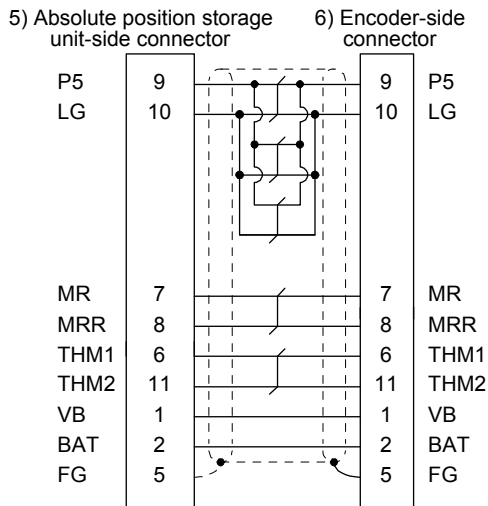 5) Absolute position storage
unit-side connector
6) Encoder-side
connector
P5 9 9 P5
LG 10 10 LG
MR 7 7 MR
MRR 8 8 MRR
THM1 6 6 THM1
THM2 11 11 THM2
VB 1 1 VB
BAT 2 2 BAT
FG 5 5 FG